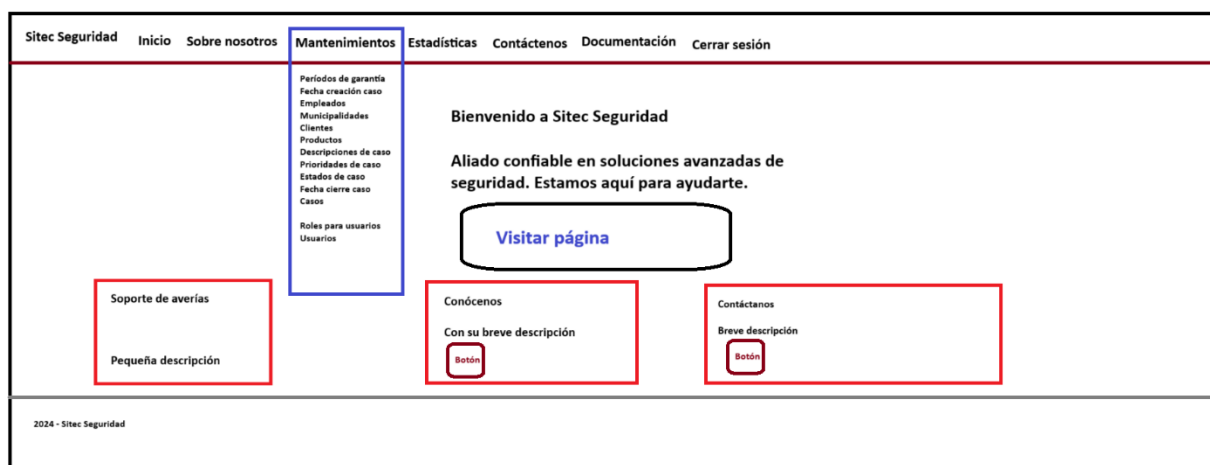 Sitec Seguridad Inicio Sobre nosotros Mantenimientos Estadísticas Contáctenos Documentación Cerrar sesión
Períodos de garantía
Fecha creación caso
Empleados
Municipalidades
Clientes
Productos
Descripciones de caso
Prioridades de caso
Estados de caso
Fecha cierre caso
Casos
Roles para usuarios
Usuarios
Bienvenido a Sitec Seguridad
Aliado confiable en soluciones avanzadas de
seguridad. Estamos aquí para ayudarte.
Visitar página
Soporte de averías
Pequeña descripción
Conócenos
Con su breve descripción
Botón
Contáctanos
Breve descripción
Botón
2024 - Sitec Seguridad